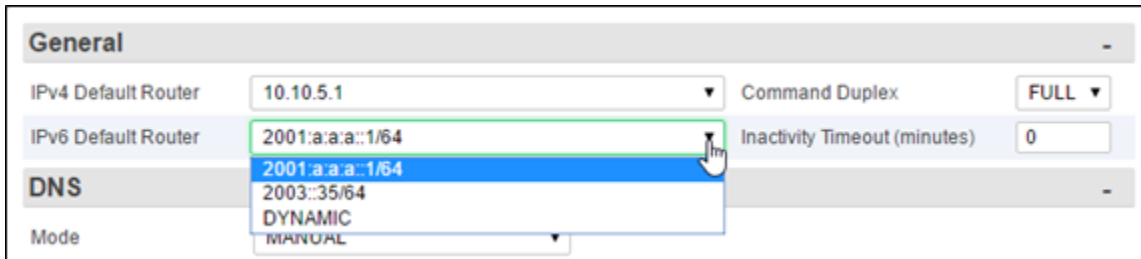 General -
IPv4 Default Router 10.10.5.1 Command Duplex FULL
IPv6 Default Router 2001:a:a:a::1/64 Inactivity Timeout (minutes) 0
2001:a:a:a::1/64
DNS -
2003::35/64
DYNAMIC
Mode MANUAL